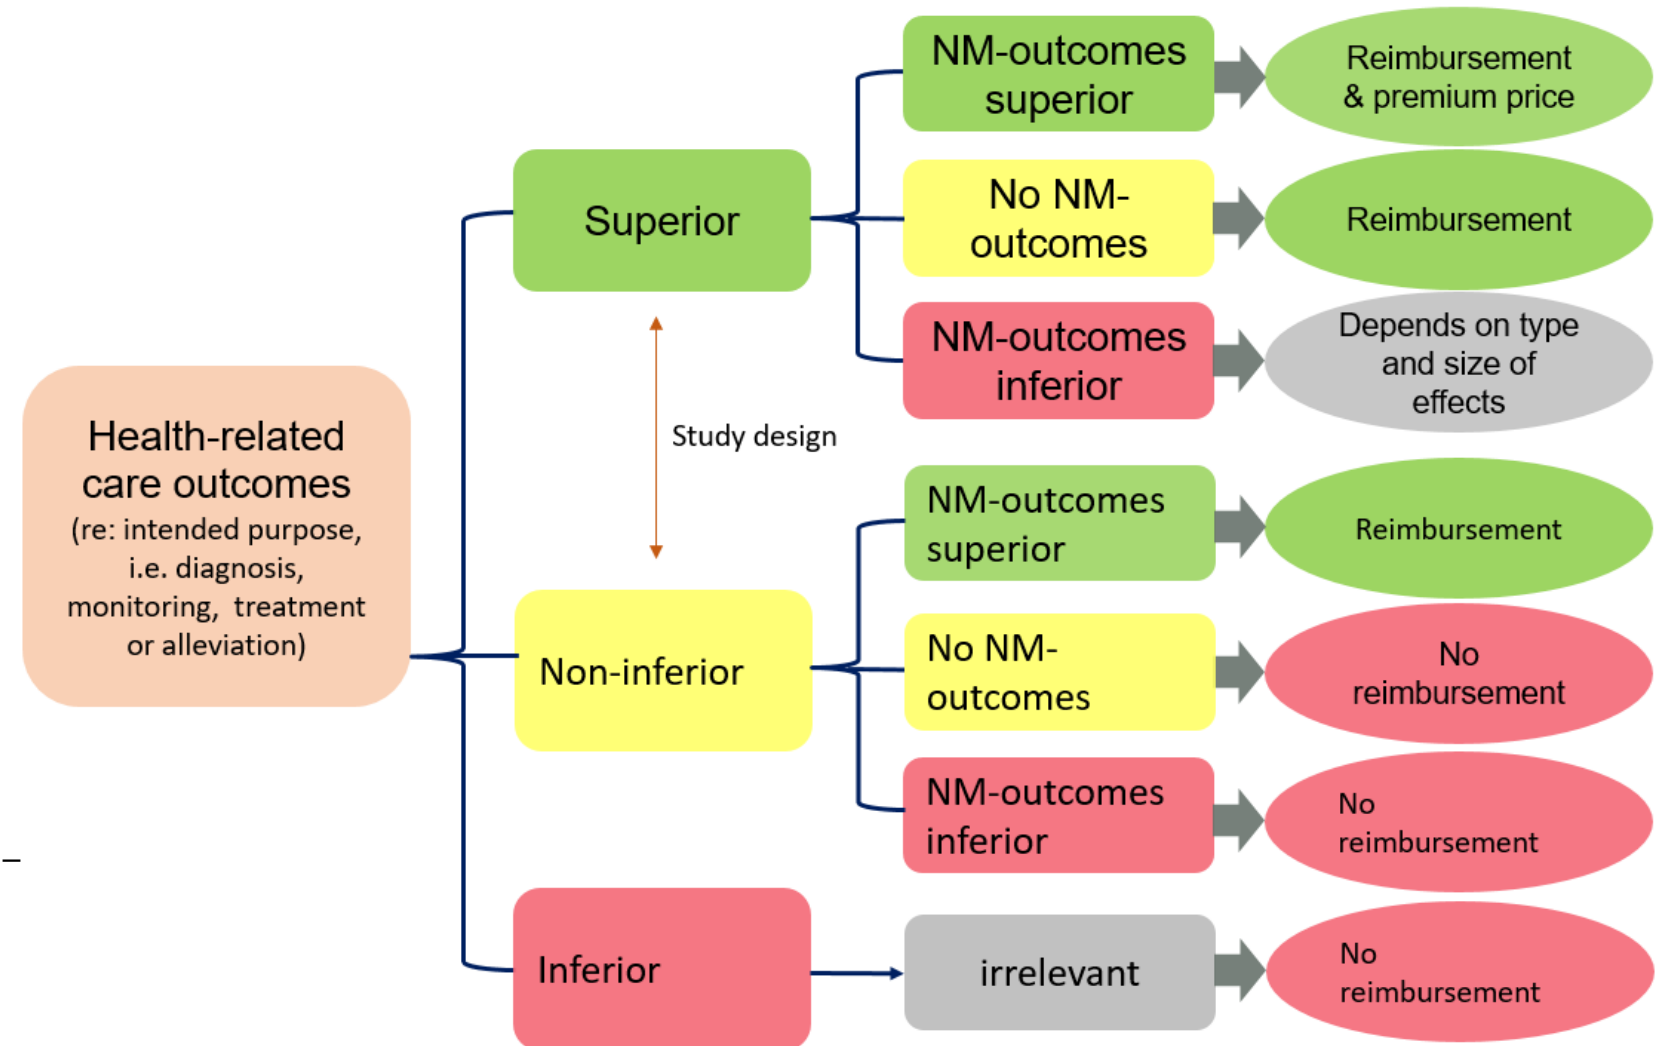 Health-related
care outcomes
(re: intended purpose,
i.e. diagnosis,
monitoring, treatment
or alleviation)
Superior
Study design
Non-inferior
Inferior
NM-outcomes
superior
Reimbursement
& premium price
No NM-
outcomes
Reimbursement
NM-outcomes
inferior
Depends on type
and size of
effects
NM-outcomes
superior
Reimbursement
No NM-
outcomes
No
reimbursement
NM-outcomes
inferior
No
reimbursement
irrelevant
No
reimbursement
–